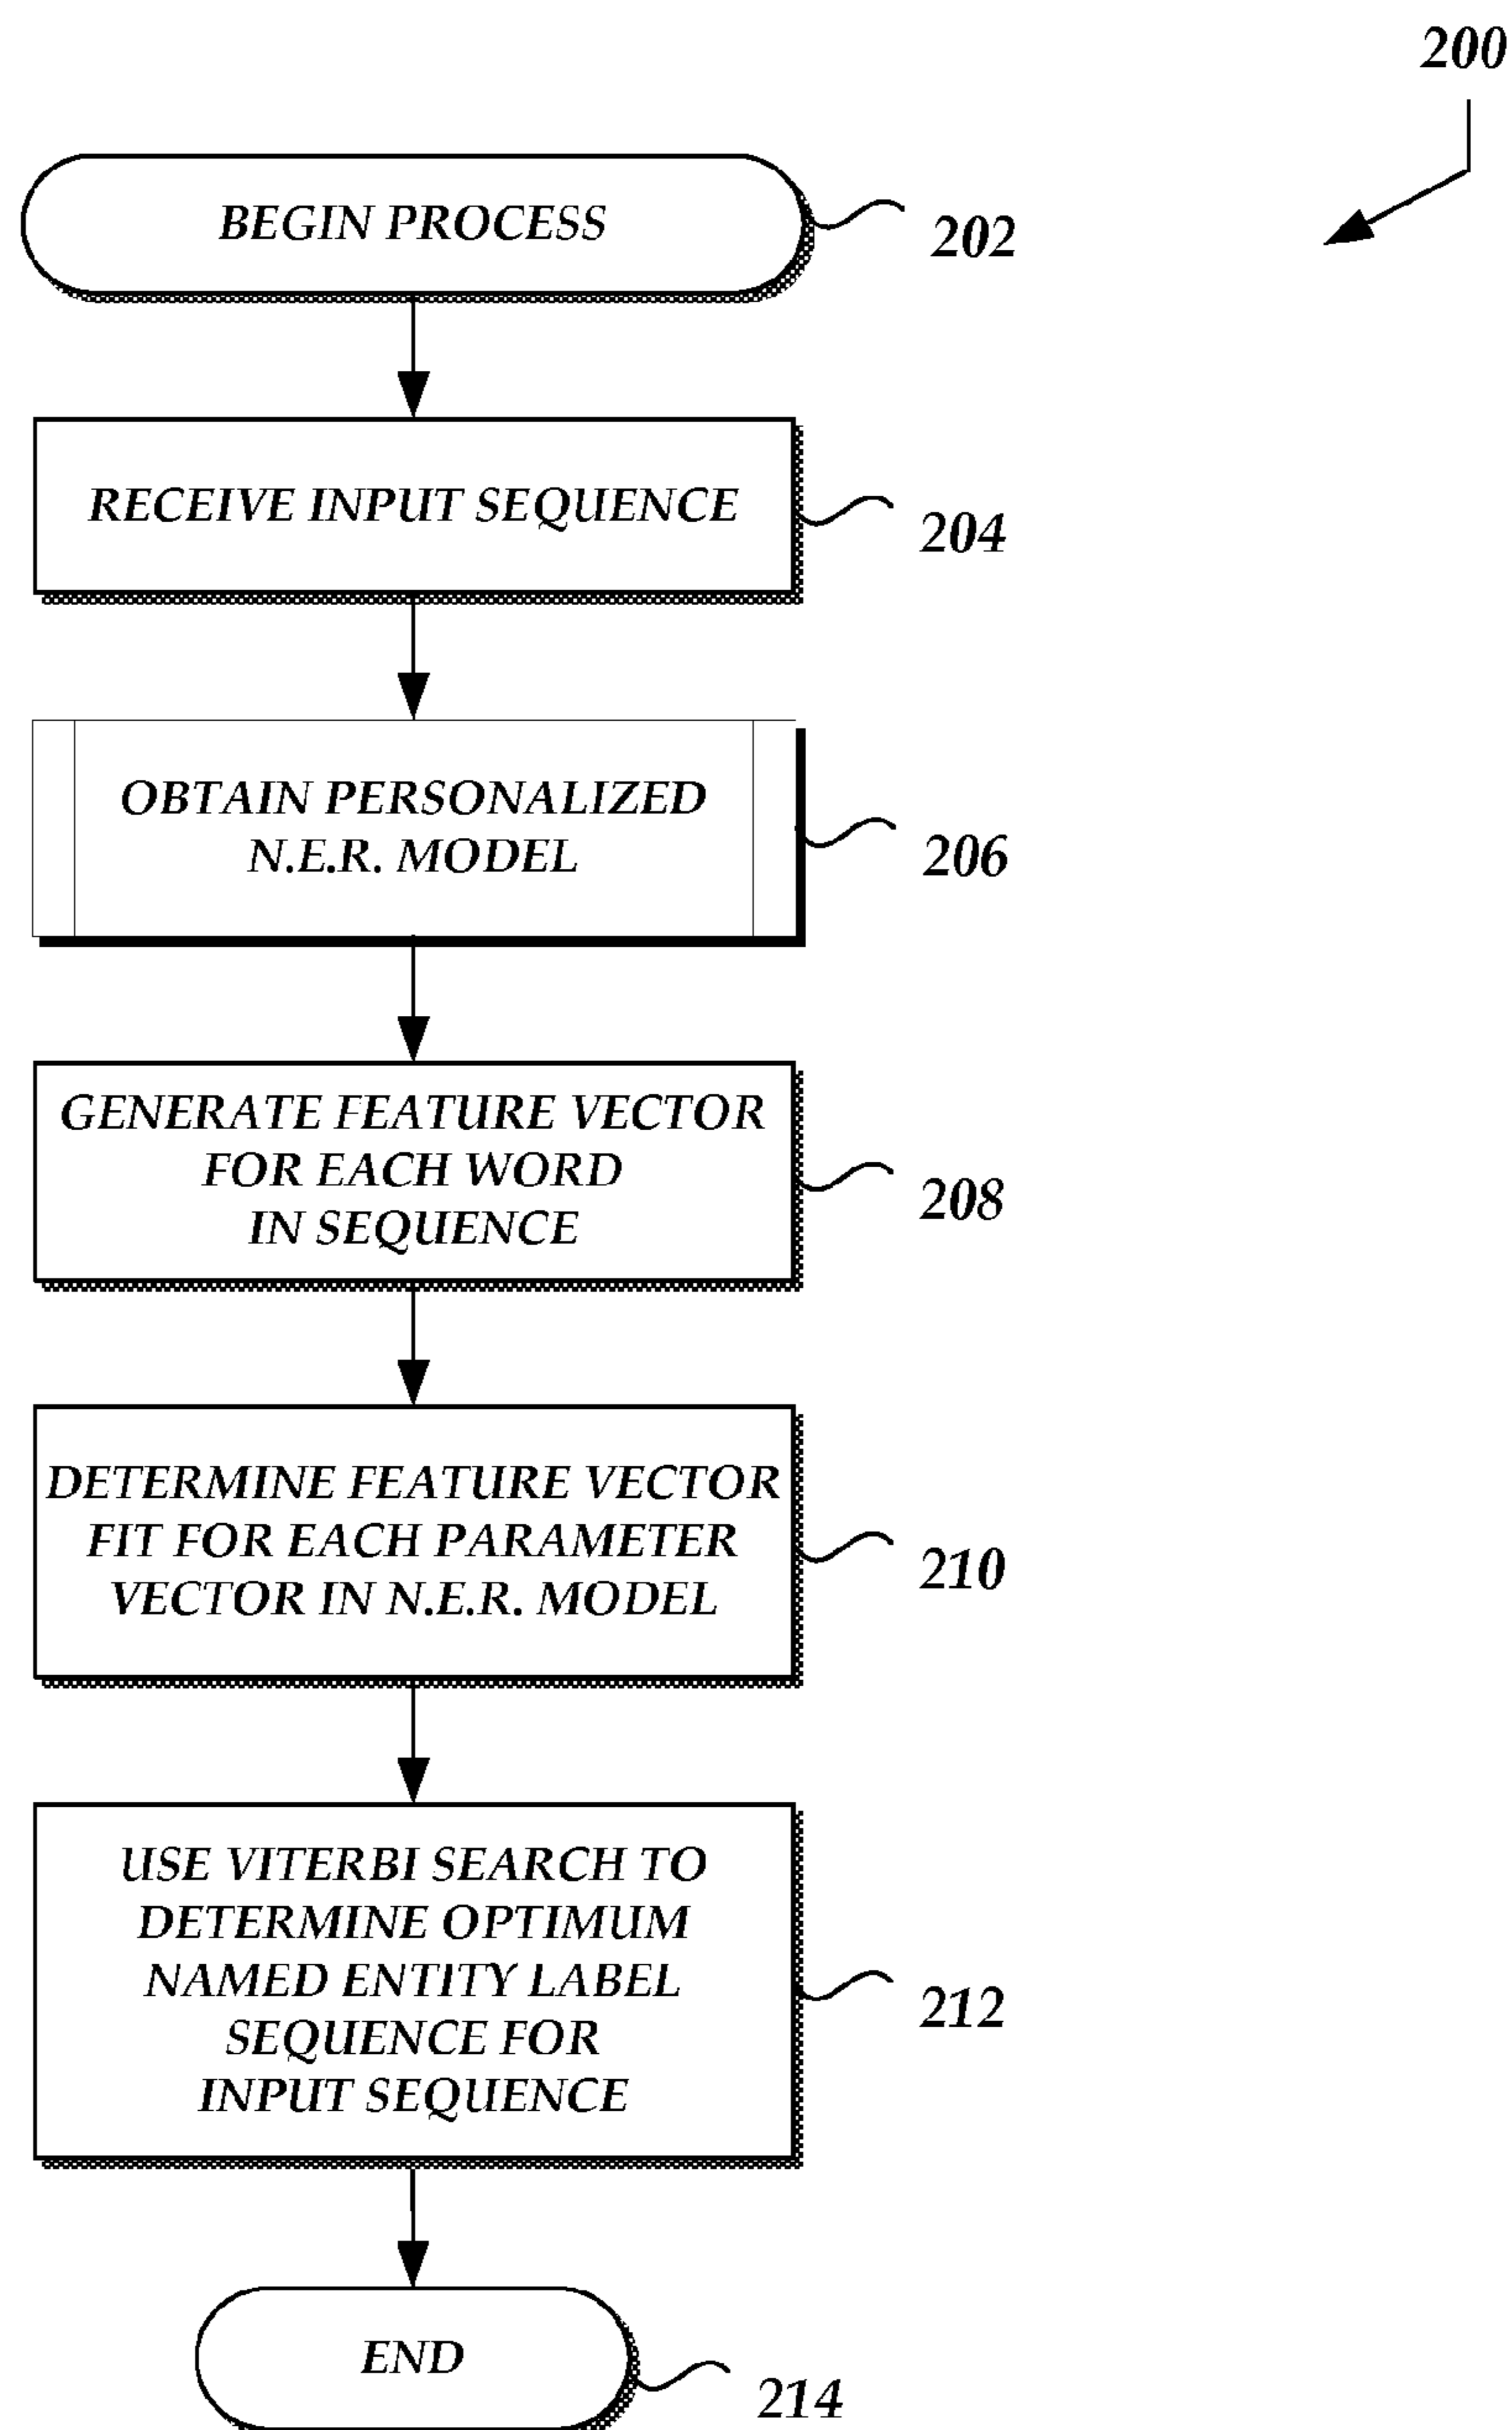 200
BEGIN PROCESS
202
RECEIVE INPUT SEQUENCE
204
OBTAIN PERSONALIZED
N.E.R. MODEL
206
GENERATE FEATURE VECTOR
FOR EACH WORD
IN SEQUENCE
208
DETERMINE FEATURE VECTOR
FIT FOR EACH PARAMETER
VECTOR IN N.E.R. MODEL
210
USE VITERBI SEARCH TO
DETERMINE OPTIMUM
NAMED ENTITY LABEL
SEQUENCE FOR
INPUT SEQUENCE
212
END
214